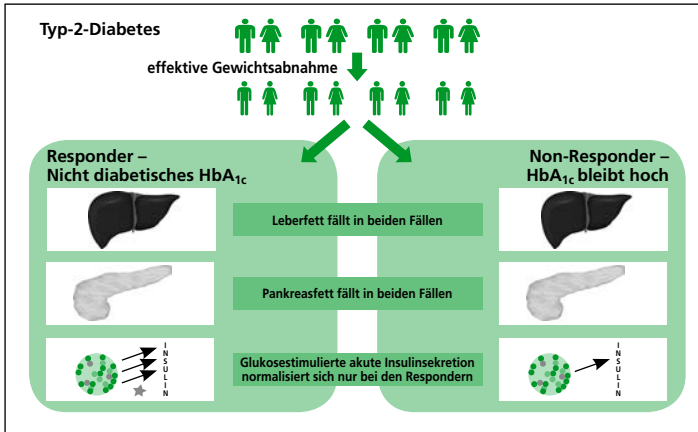 Typ-2-Diabetes
effektive Gewichtsabnahme
Responder –
Nicht diabetisches HbA1c
Non-Responder –
HbA1c bleibt hoch
Leberfett fällt in beiden Fällen
Pankreasfett fällt in beiden Fällen
INSULIN
Glukosestimulierte akute Insulinsekretion
normalisiert sich nur bei den Respondern
INSULIN